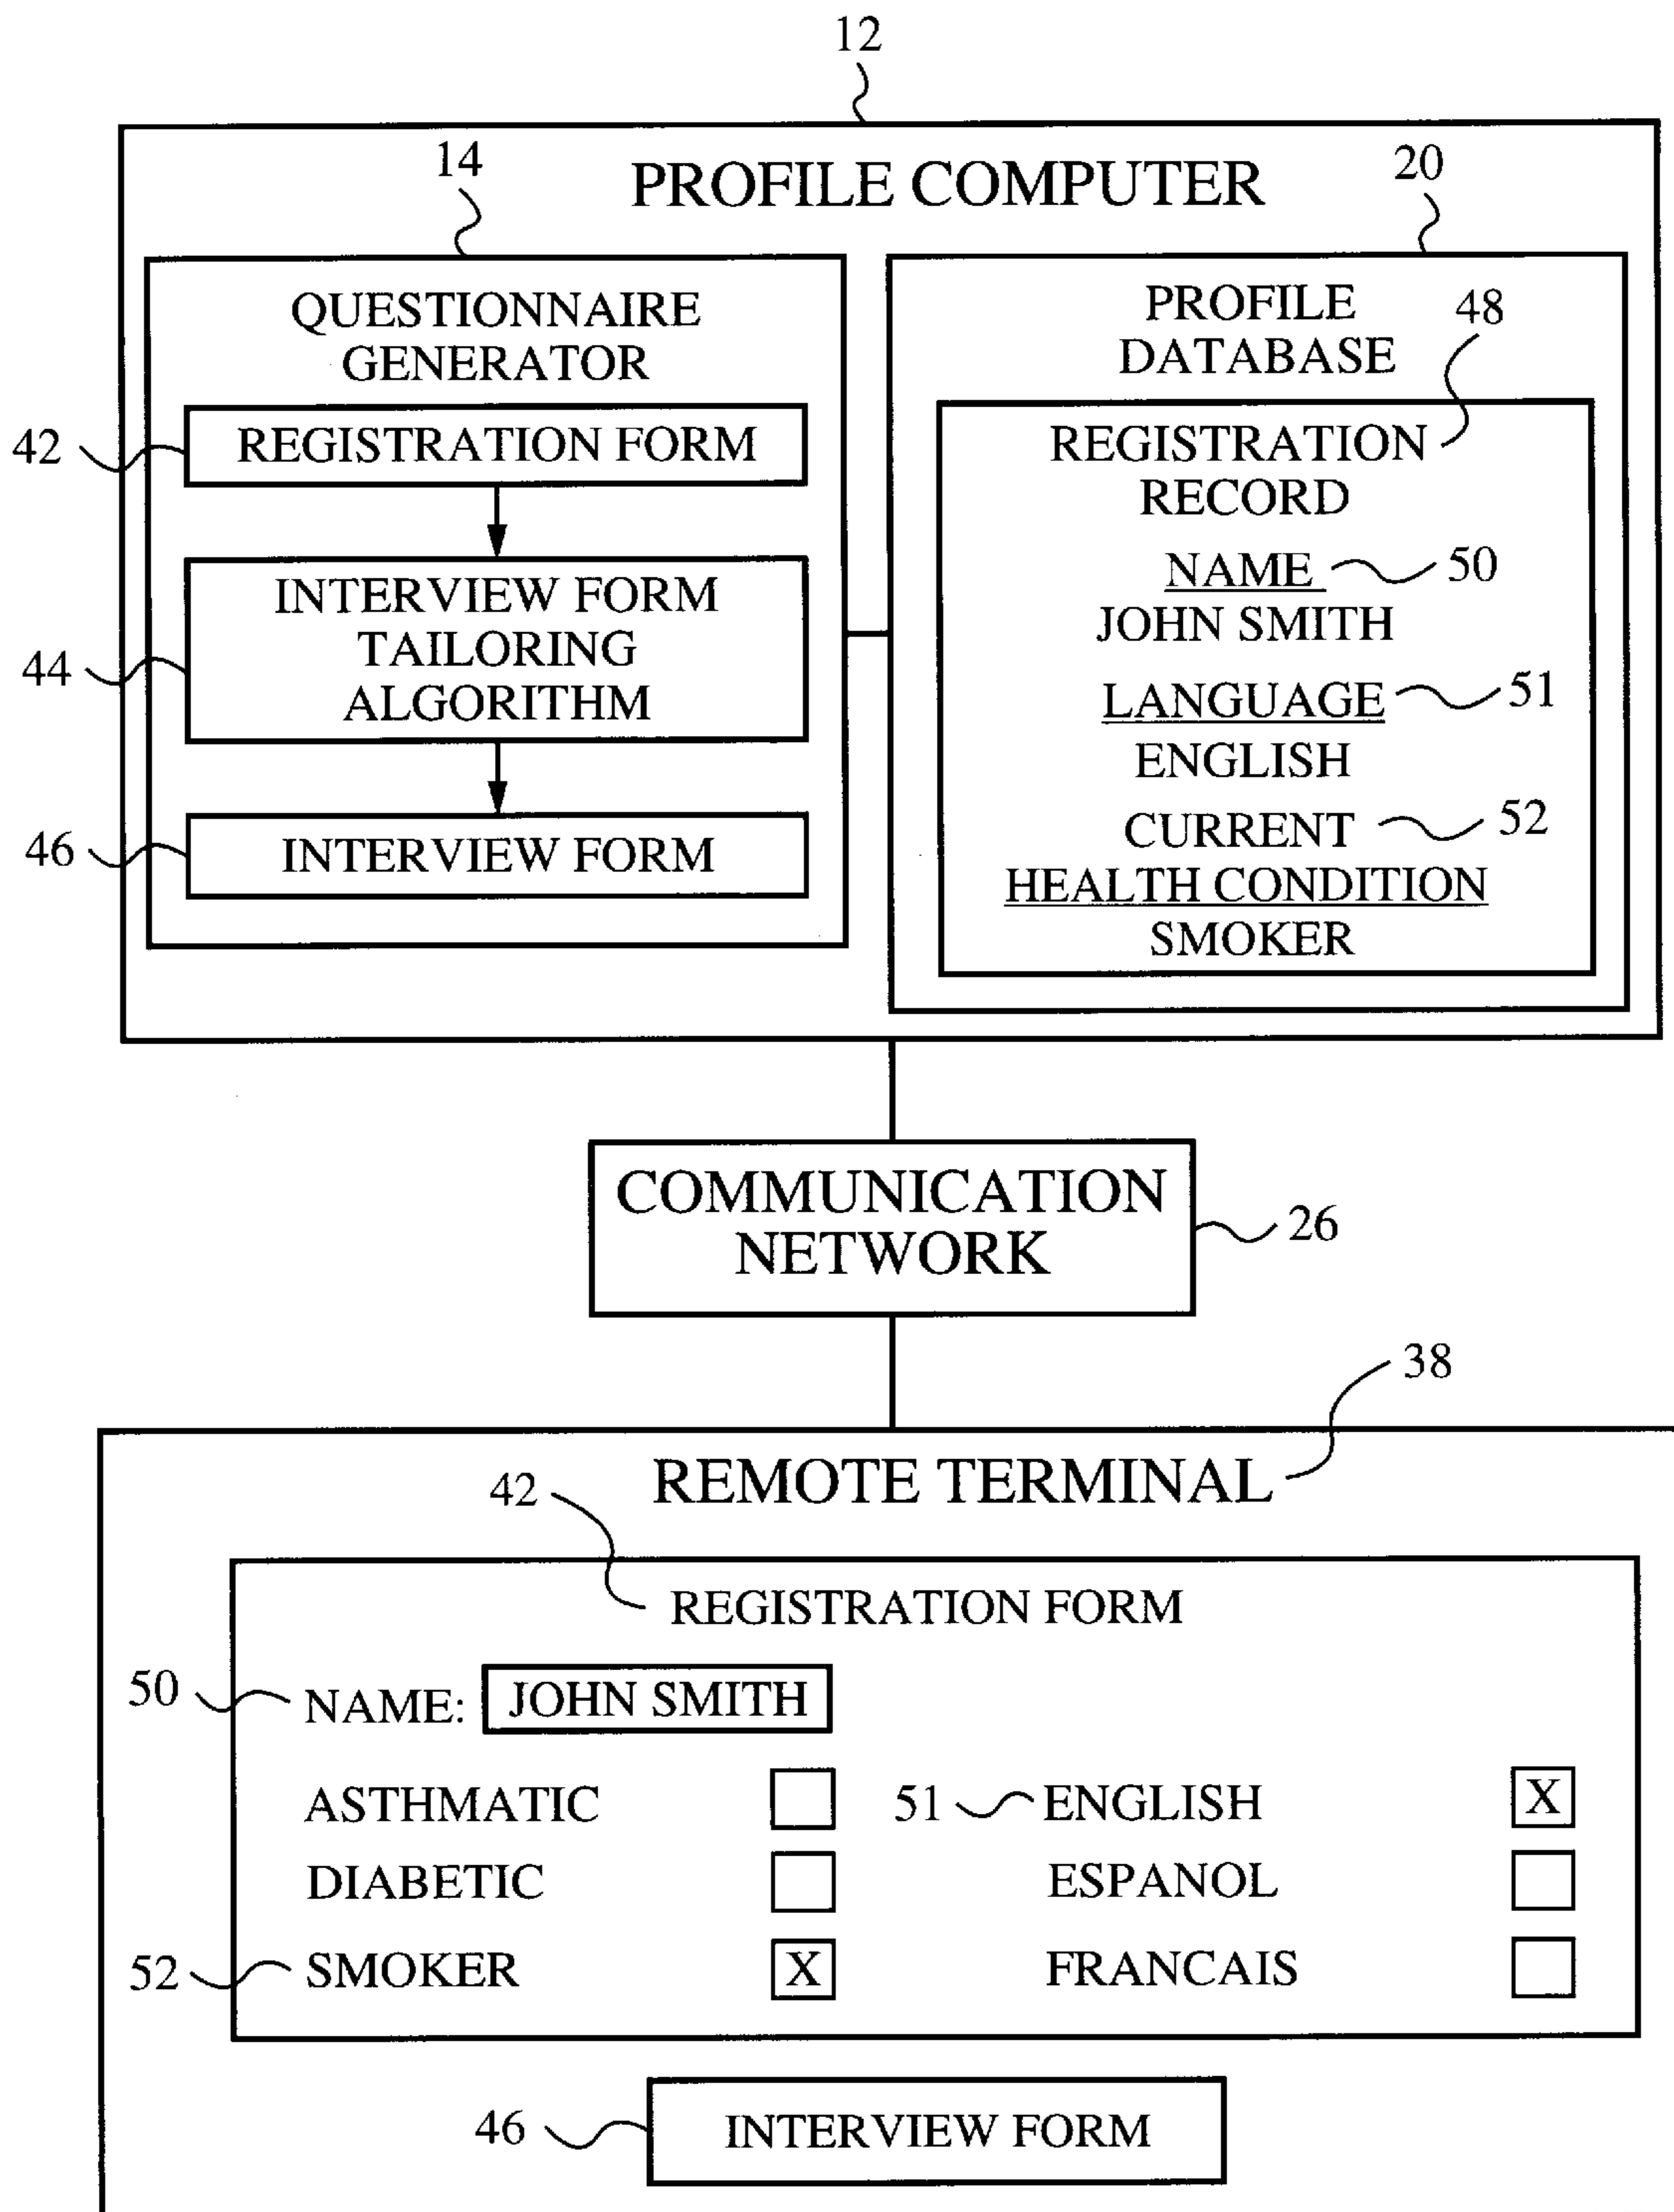 12
14
PROFILE COMPUTER
20
QUESTIONNAIRE
GENERATOR
42
REGISTRATION FORM
44
INTERVIEW FORM
TAILORING
ALGORITHM
46
INTERVIEW FORM
PROFILE
DATABASE
48
REGISTRATION
RECORD
NAME 50
JOHN SMITH
LANGUAGE 51
ENGLISH
CURRENT 52
HEALTH CONDITION
SMOKER
COMMUNICATION
NETWORK
26
38
REMOTE TERMINAL
42
REGISTRATION FORM
50 NAME: JOHN SMITH
ASTHMATIC 51 ENGLISH X
DIABETIC ESPANOL
52 SMOKER X FRANCAIS
46 INTERVIEW FORM